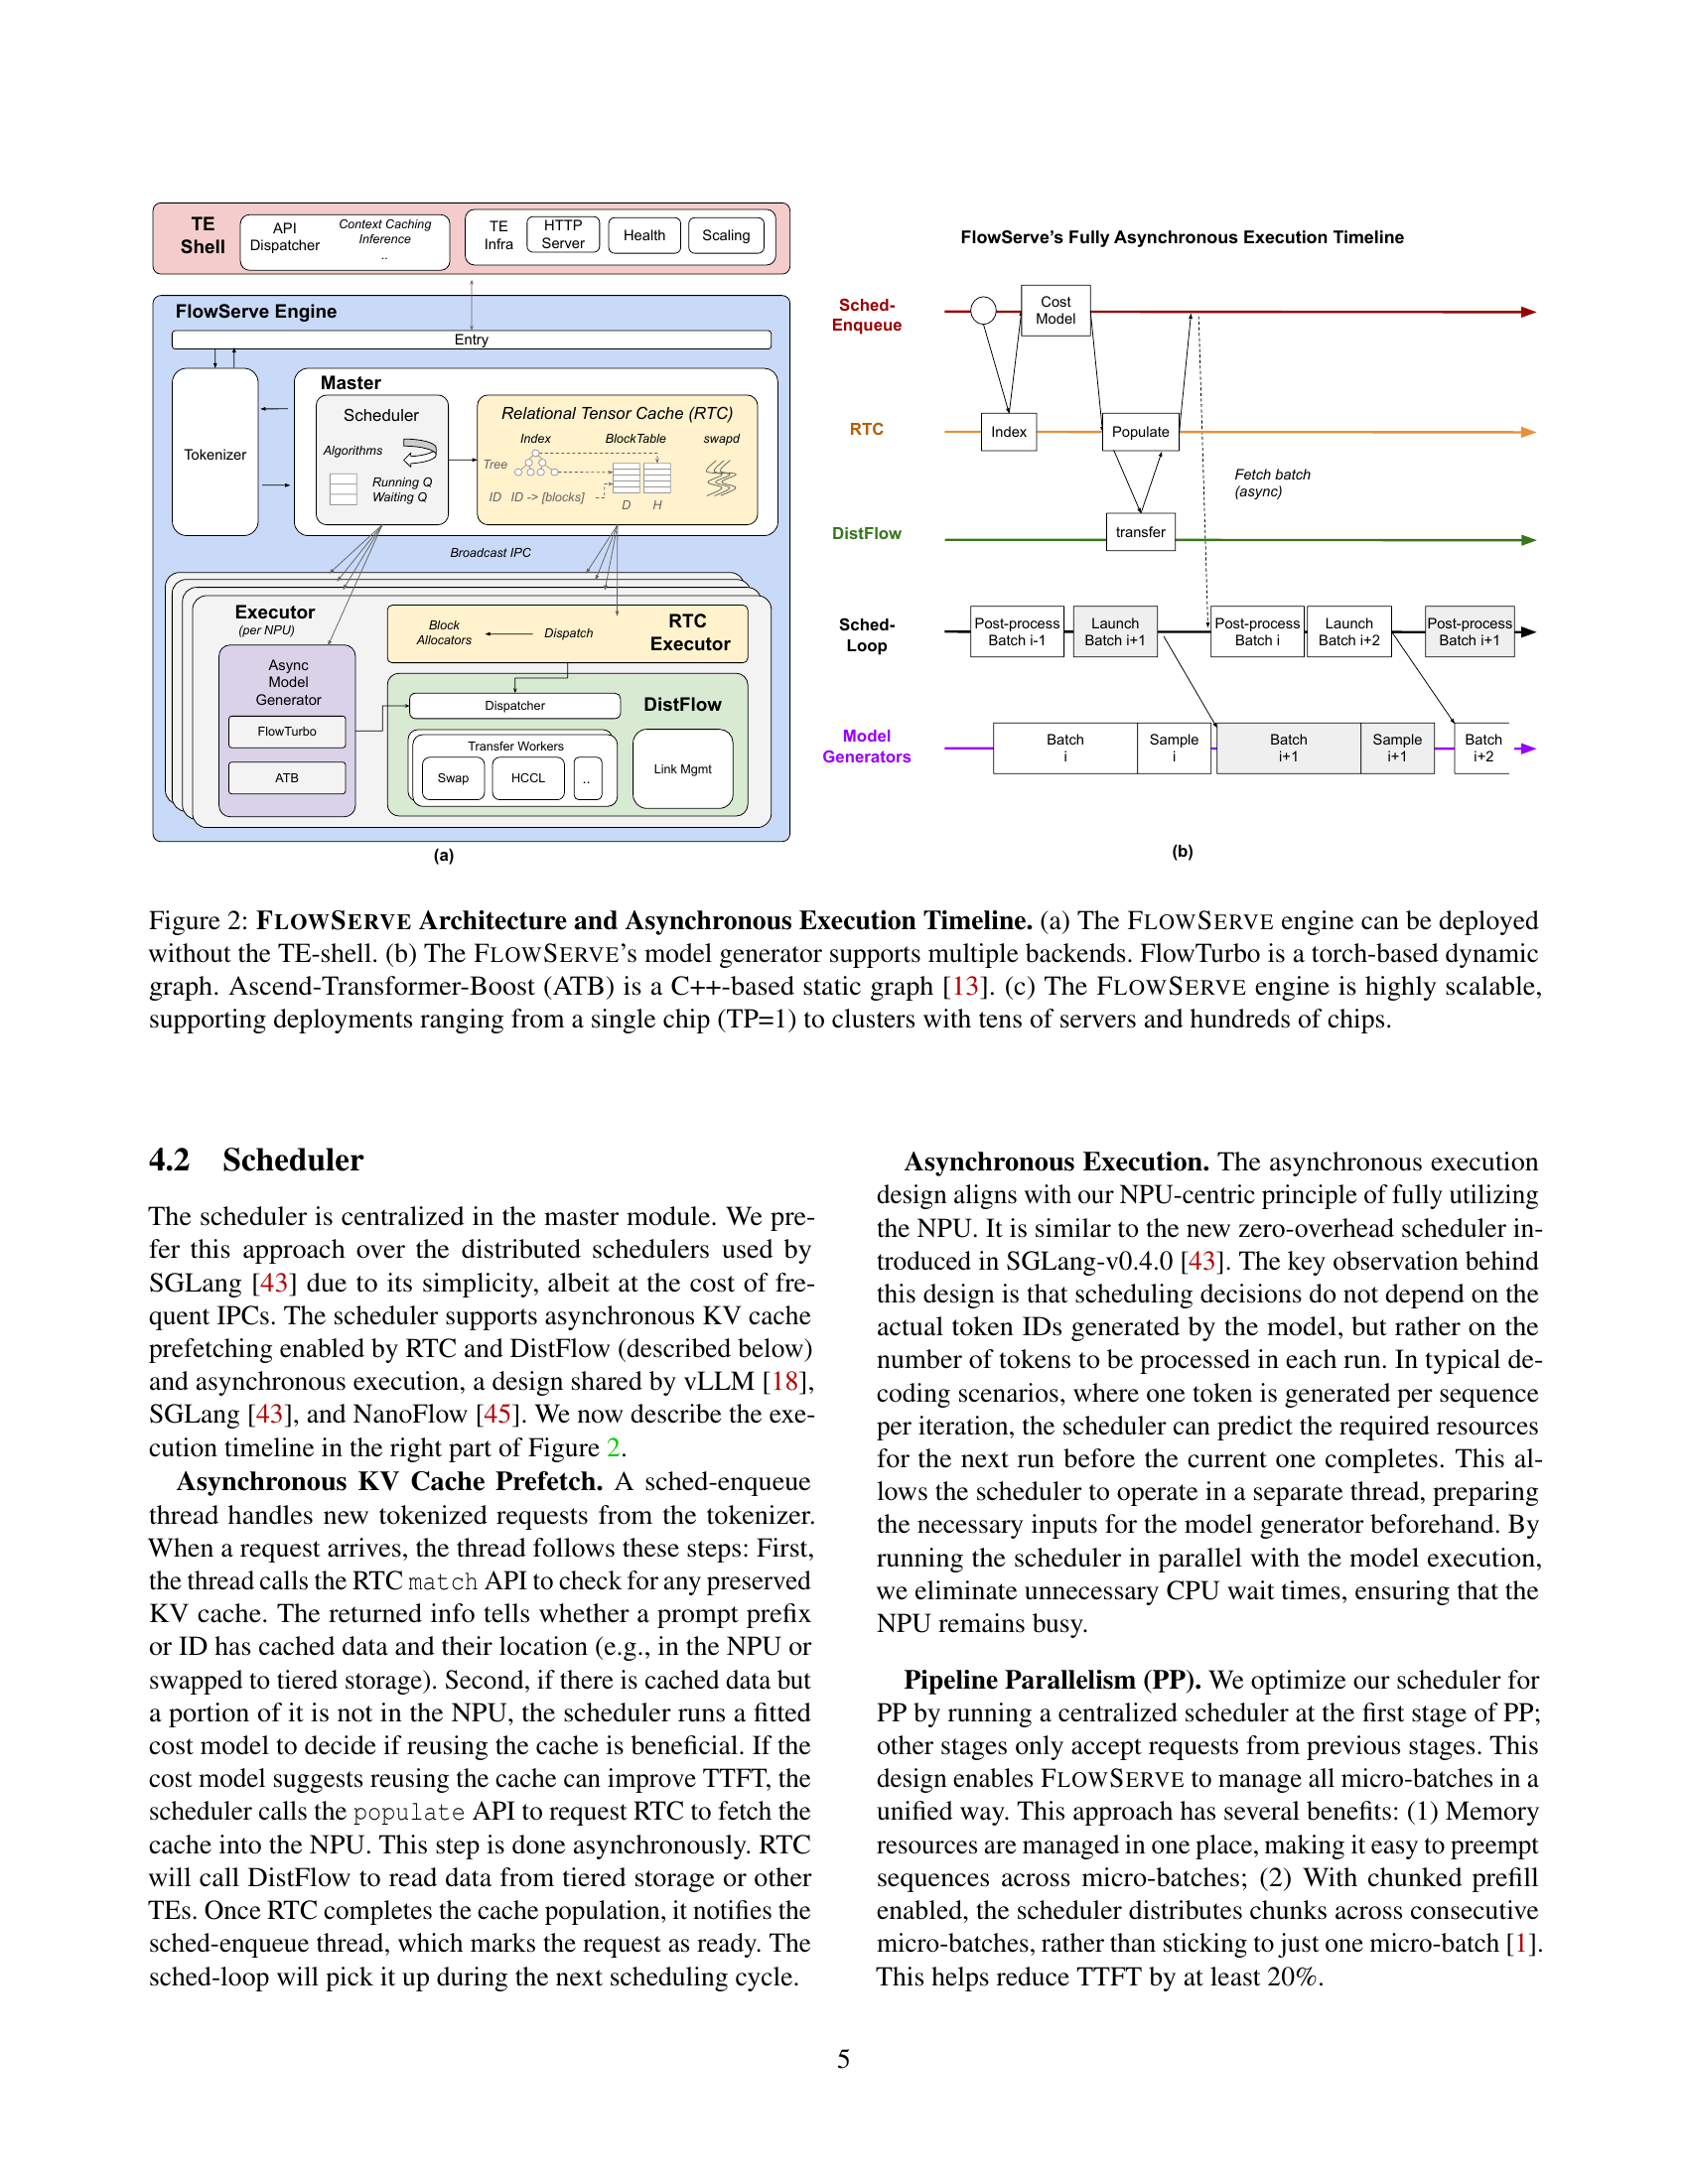 TE
Shell
API
Dispatcher
Context Caching
Inference
..
TE
Infra
HTTP
Server
Health
Scaling
FlowServe Engine
Entry
Tokenizer
Master
Scheduler
Algorithms
Running Q
Waiting Q
Relational Tensor Cache (RTC)
Index
BlockTable
swapd
Tree
ID
ID -> [blocks]
D
H
Broadcast IPC
Executor
(per NPU)
Async
Model
Generator
FlowTurbo
ATB
Block
Allocators
Dispatch
RTC
Executor
Dispatcher
DistFlow
Transfer Workers
Swap
HCCL
..
Link Mgmt
(a)
FlowServe's Fully Asynchronous Execution Timeline
Sched-
Enqueue
Cost
Model
RTC
Index
Populate
Fetch batch
(async)
DistFlow
transfer
Sched-
Loop
Post-process
Batch i-1
Launch
Batch i+1
Post-process
Batch i
Launch
Batch i+2
Post-process
Batch i+1
Model
Generators
Batch
i
Sample
i
Batch
i+1
Sample
i+1
Batch
i+2
(b)
Figure 2: FLOWSERVE Architecture and Asynchronous Execution Timeline. (a) The FLOWSERVE engine can be deployed
without the TE-shell. (b) The FLOWSERVE's model generator supports multiple backends. FlowTurbo is a torch-based dynamic
graph. Ascend-Transformer-Boost (ATB) is a C++-based static graph [13]. (c) The FLOWSERVE engine is highly scalable,
supporting deployments ranging from a single chip (TP=1) to clusters with tens of servers and hundreds of chips.
4.2 Scheduler
The scheduler is centralized in the master module. We pre-
fer this approach over the distributed schedulers used by
SGLang [43] due to its simplicity, albeit at the cost of fre-
quent IPCs. The scheduler supports asynchronous KV cache
prefetching enabled by RTC and DistFlow (described below)
and asynchronous execution, a design shared by vLLM [18],
SGLang [43], and NanoFlow [45]. We now describe the exe-
cution timeline in the right part of Figure 2.
Asynchronous KV Cache Prefetch. A sched-enqueue
thread handles new tokenized requests from the tokenizer.
When a request arrives, the thread follows these steps: First,
the thread calls the RTC match API to check for any preserved
KV cache. The returned info tells whether a prompt prefix
or ID has cached data and their location (e.g., in the NPU or
swapped to tiered storage). Second, if there is cached data but
a portion of it is not in the NPU, the scheduler runs a fitted
cost model to decide if reusing the cache is beneficial. If the
cost model suggests reusing the cache can improve TTFT, the
scheduler calls the populate API to request RTC to fetch the
cache into the NPU. This step is done asynchronously. RTC
will call DistFlow to read data from tiered storage or other
TEs. Once RTC completes the cache population, it notifies the
sched-enqueue thread, which marks the request as ready. The
sched-loop will pick it up during the next scheduling cycle.
Asynchronous Execution. The asynchronous execution
design aligns with our NPU-centric principle of fully utilizing
the NPU. It is similar to the new zero-overhead scheduler in-
troduced in SGLang-v0.4.0 [43]. The key observation behind
this design is that scheduling decisions do not depend on the
actual token IDs generated by the model, but rather on the
number of tokens to be processed in each run. In typical de-
coding scenarios, where one token is generated per sequence
per iteration, the scheduler can predict the required resources
for the next run before the current one completes. This al-
lows the scheduler to operate in a separate thread, preparing
the necessary inputs for the model generator beforehand. By
running the scheduler in parallel with the model execution,
we eliminate unnecessary CPU wait times, ensuring that the
NPU remains busy.
Pipeline Parallelism (PP). We optimize our scheduler for
PP by running a centralized scheduler at the first stage of PP;
other stages only accept requests from previous stages. This
design enables FLOWSERVE to manage all micro-batches in a
unified way. This approach has several benefits: (1) Memory
resources are managed in one place, making it easy to preempt
sequences across micro-batches; (2) With chunked prefill
enabled, the scheduler distributes chunks across consecutive
micro-batches, rather than sticking to just one micro-batch [1].
This helps reduce TTFT by at least 20%.
5